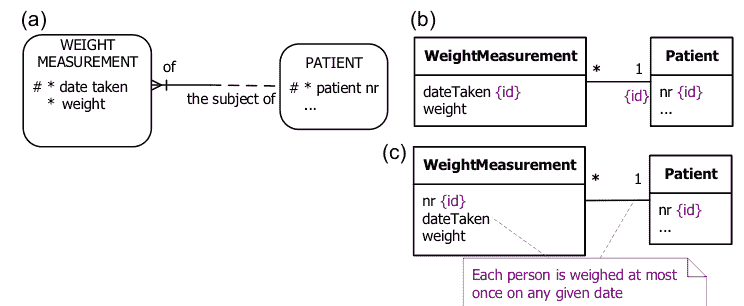 (a)
WEIGHT
MEASUREMENT
# * date taken
* weight
of
the subject of
PATIENT
# * patient nr
...
(b)
WeightMeasurement
dateTaken {id}
weight
* 1
{id}
Patient
nr {id}
...
(c)
WeightMeasurement
nr {id}
dateTaken
weight
* 1
Patient
nr {id}
...
Each person is weighed at most
once on any given date